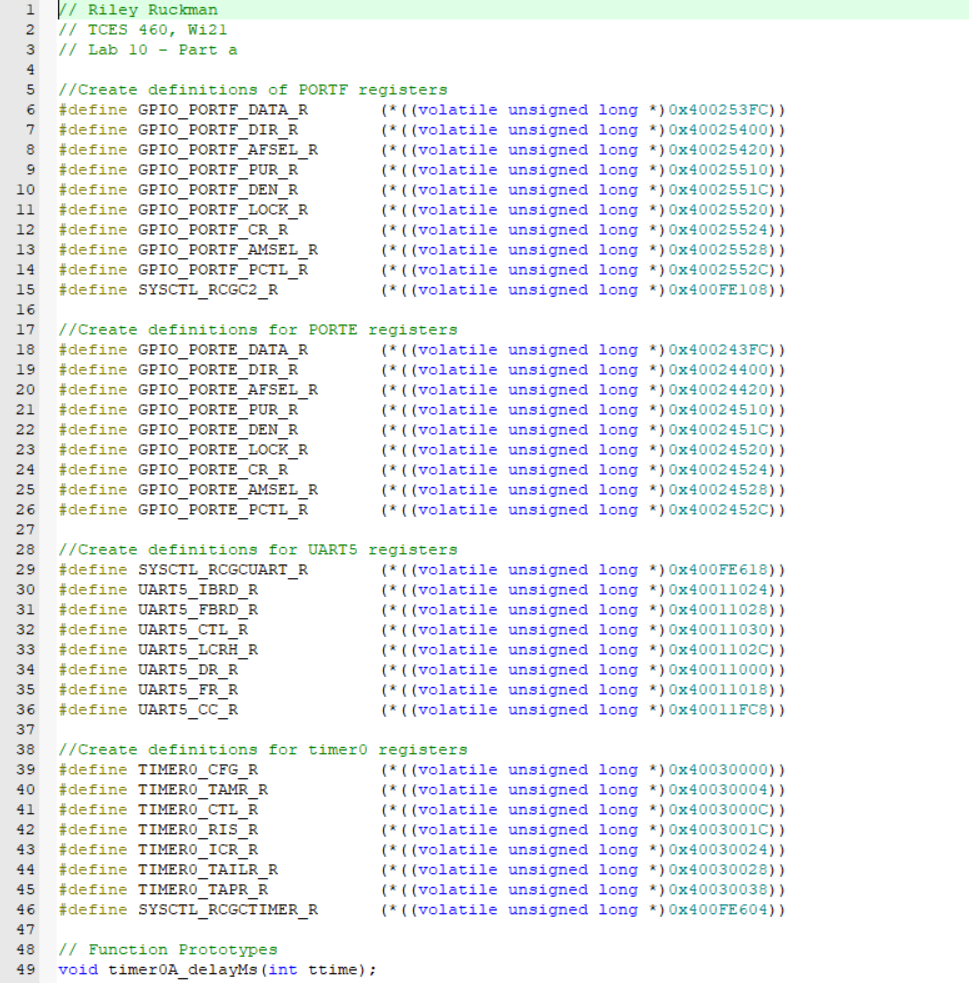 1 // Riley Ruckman
2 // TCES 460, Wi21
3 // Lab 10 - Part a
4
5 //Create definitions of PORTF registers
6 #define GPIO_PORTF_DATA_R (*((volatile unsigned long *)0x400253FC))
7 #define GPIO_PORTF_DIR_R (*((volatile unsigned long *)0x40025400))
8 #define GPIO_PORTF_AFSEL_R (*((volatile unsigned long *)0x40025420))
9 #define GPIO_PORTF_PUR_R (*((volatile unsigned long *)0x40025510))
10 #define GPIO_PORTF_DEN_R (*((volatile unsigned long *)0x4002551C))
11 #define GPIO_PORTF_LOCK_R (*((volatile unsigned long *)0x40025520))
12 #define GPIO_PORTF_CR_R (*((volatile unsigned long *)0x40025524))
13 #define GPIO_PORTF_AMSEL_R (*((volatile unsigned long *)0x40025528))
14 #define GPIO_PORTF_PCTL_R (*((volatile unsigned long *)0x4002552C))
15 #define SYSCTL_RCGC2_R (*((volatile unsigned long *)0x400FE108))
16
17 //Create definitions for PORTE registers
18 #define GPIO_PORTE_DATA_R (*((volatile unsigned long *)0x400243FC))
19 #define GPIO_PORTE_DIR_R (*((volatile unsigned long *)0x40024400))
20 #define GPIO_PORTE_AFSEL_R (*((volatile unsigned long *)0x40024420))
21 #define GPIO_PORTE_PUR_R (*((volatile unsigned long *)0x40024510))
22 #define GPIO_PORTE_DEN_R (*((volatile unsigned long *)0x4002451C))
23 #define GPIO_PORTE_LOCK_R (*((volatile unsigned long *)0x40024520))
24 #define GPIO_PORTE_CR_R (*((volatile unsigned long *)0x40024524))
25 #define GPIO_PORTE_AMSEL_R (*((volatile unsigned long *)0x40024528))
26 #define GPIO_PORTE_PCTL_R (*((volatile unsigned long *)0x4002452C))
27
28 //Create definitions for UART5 registers
29 #define SYSCTL_RCGCUART_R (*((volatile unsigned long *)0x400FE618))
30 #define UART5_IBRD_R (*((volatile unsigned long *)0x40011024))
31 #define UART5_FBRD_R (*((volatile unsigned long *)0x40011028))
32 #define UART5_CTL_R (*((volatile unsigned long *)0x40011030))
33 #define UART5_LCRH_R (*((volatile unsigned long *)0x4001102C))
34 #define UART5_DR_R (*((volatile unsigned long *)0x40011000))
35 #define UART5_FR_R (*((volatile unsigned long *)0x40011018))
36 #define UART5_CC_R (*((volatile unsigned long *)0x40011FC8))
37
38 //Create definitions for timer0 registers
39 #define TIMER0_CFG_R (*((volatile unsigned long *)0x40030000))
40 #define TIMER0_TAMR_R (*((volatile unsigned long *)0x40030004))
41 #define TIMER0_CTL_R (*((volatile unsigned long *)0x4003000C))
42 #define TIMER0_RIS_R (*((volatile unsigned long *)0x4003001C))
43 #define TIMER0_ICR_R (*((volatile unsigned long *)0x40030024))
44 #define TIMER0_TAILR_R (*((volatile unsigned long *)0x40030028))
45 #define TIMER0_TAPR_R (*((volatile unsigned long *)0x40030038))
46 #define SYSCTL_RCGCTIMER_R (*((volatile unsigned long *)0x400FE604))
47
48 // Function Prototypes
49 void timer0A_delayMs(int ttime);